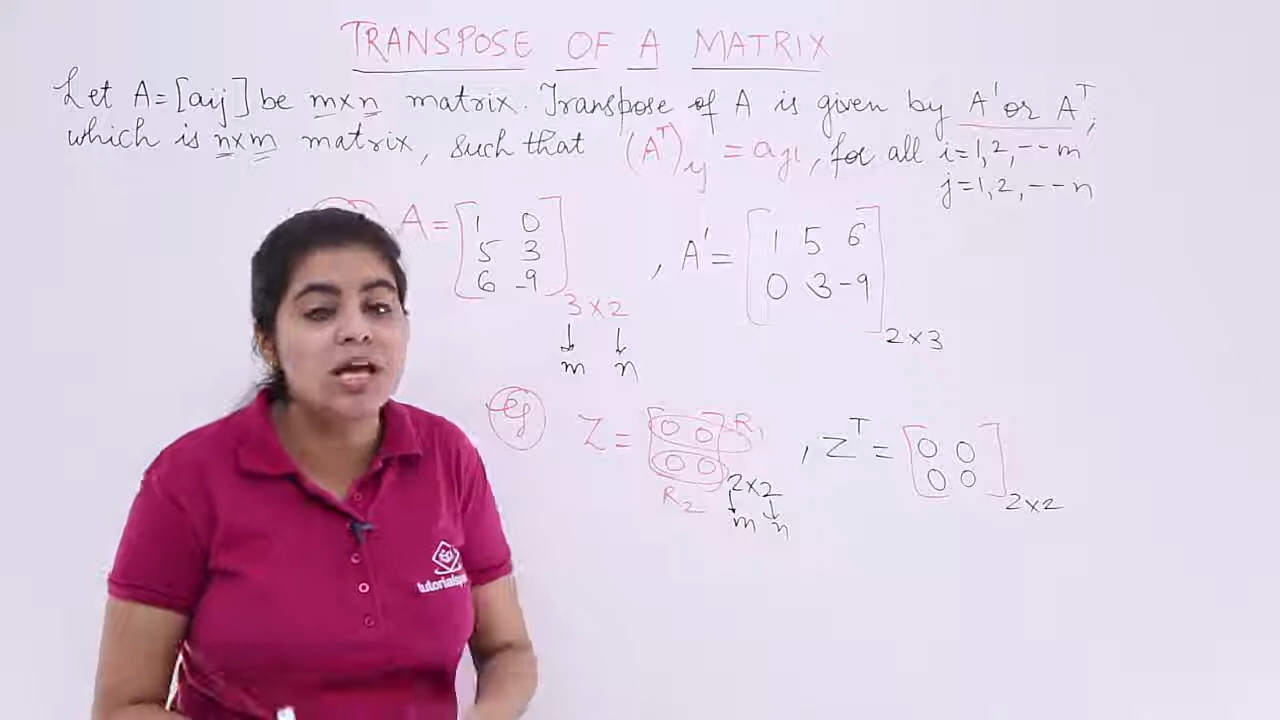 TRANSPOSE OF A MATRIX
Let A=[aij] be m×n matrix. Transpose of A is given by A' or Aᵀ,
which is n×m matrix, such that (Aᵀ)ij = aji, for all i=1,2,---m
j=1,2,---n
A = [1 0
5 3
6 -9] 3×2
m n
, A' = [1 5 6
0 3 -9] 2×3
Eg Z = [0 0 R₁
0 0] 2×2
R₂ m n
, Zᵀ = [0 0
0 0] 2×2